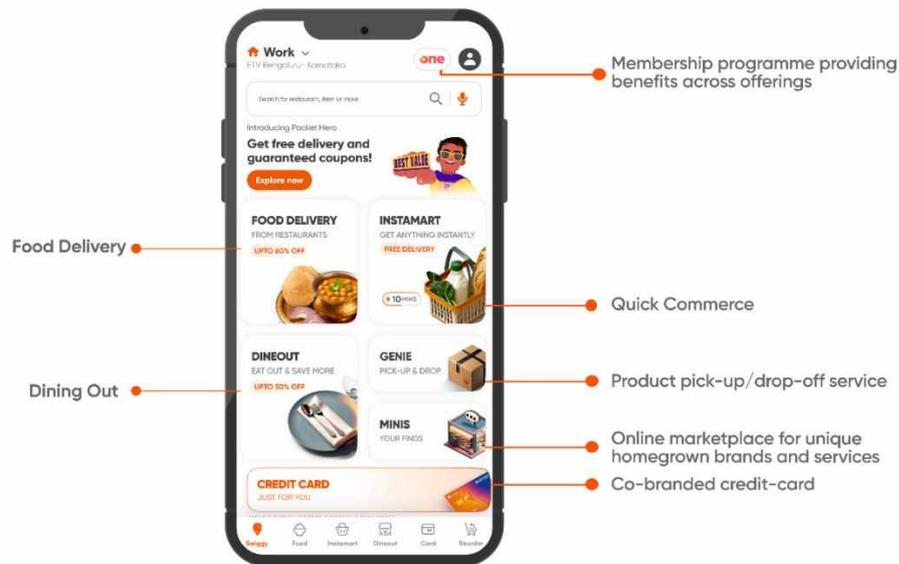 Work
ETV Bengaluru- Karnataka
one
Membership programme providing
benefits across offerings
Search for restaurant, item or more
Introducing Pocket Hero
Get free delivery and
guaranteed coupons!
BEST VALUE
Explore now
Food Delivery
FOOD DELIVERY
FROM RESTAURANTS
UPTO 60% OFF
INSTAMART
GET ANYTHING INSTANTLY
FREE DELIVERY
10 MINS
Quick Commerce
Dining Out
DINEOUT
EAT OUT & SAVE MORE
UPTO 50% OFF
GENIE
PICK-UP & DROP
Product pick-up/drop-off service
MINIS
YOUR FINDS
Online marketplace for unique
homegrown brands and services
CREDIT CARD
JUST FOR YOU
Co-branded credit-card
Swiggy Food Instamart Dineout Card Reorder